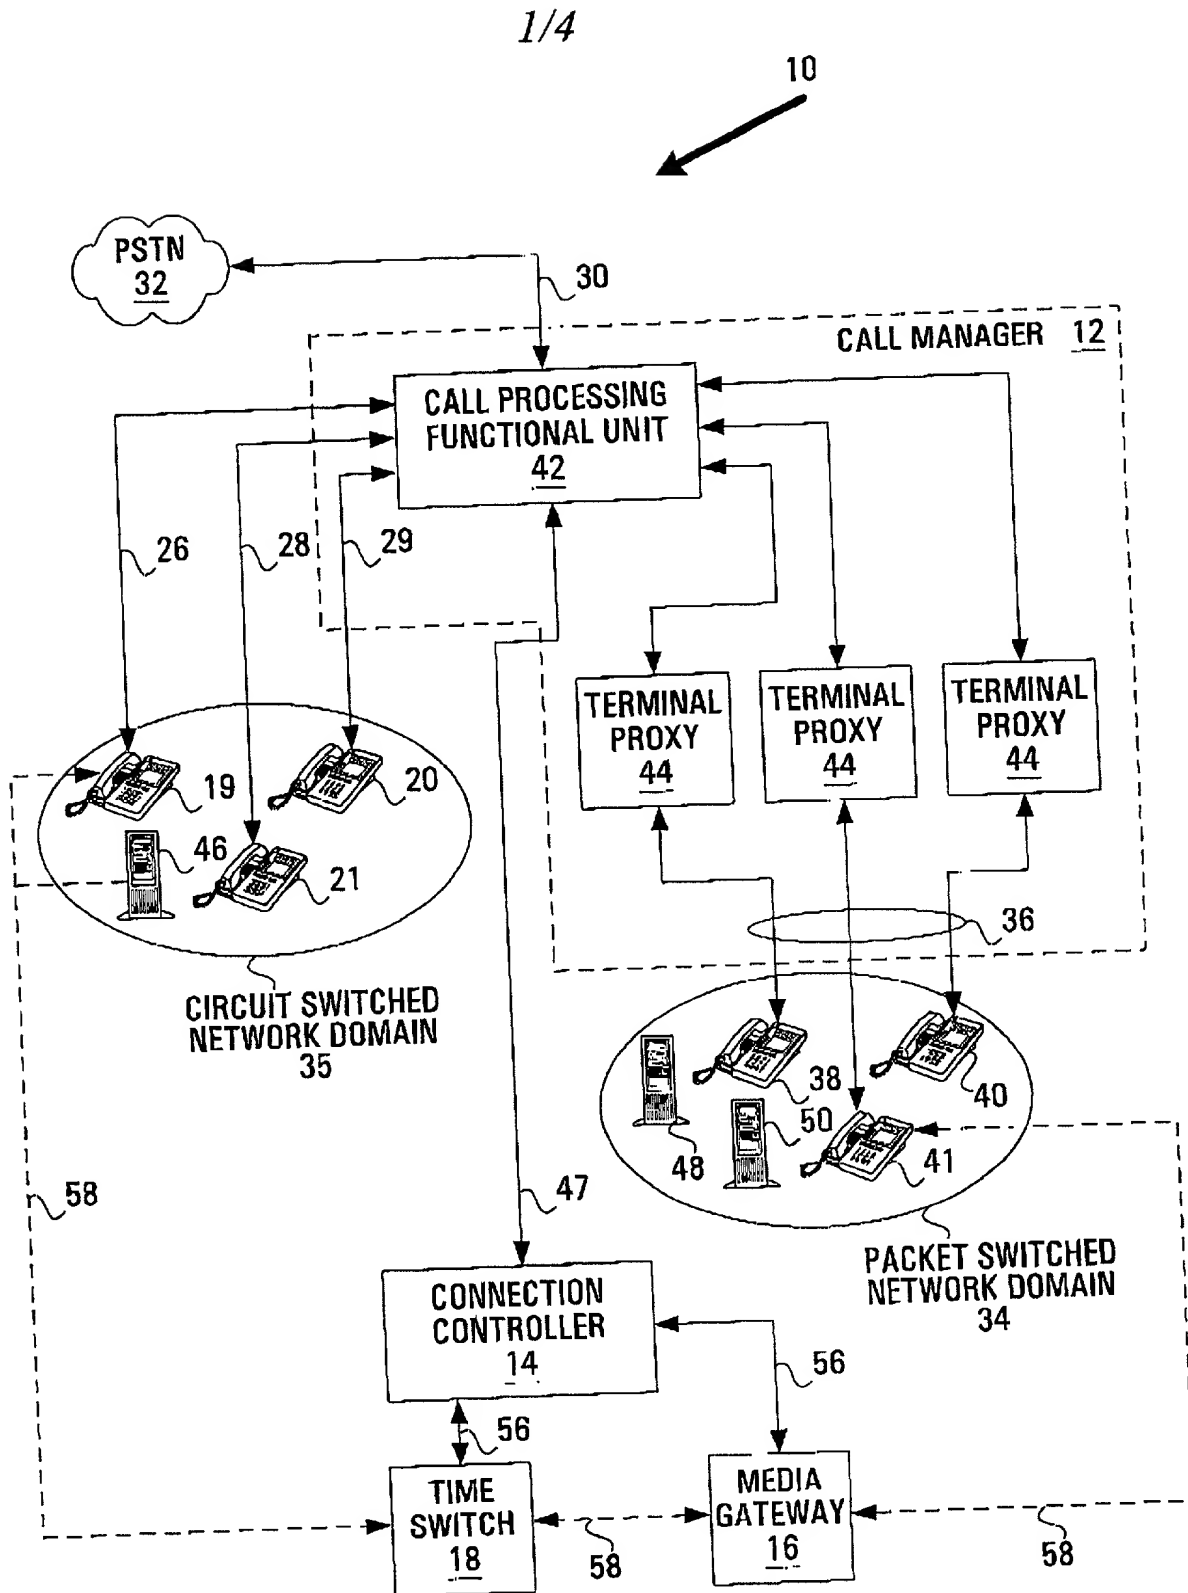 1/4
10
PSTN
32
30
CALL MANAGER 12
CALL PROCESSING
FUNCTIONAL UNIT
42
26
28
29
TERMINAL
PROXY
44
TERMINAL
PROXY
44
TERMINAL
PROXY
44
19
20
46
21
36
CIRCUIT SWITCHED
NETWORK DOMAIN
35
38
40
50
48
41
58
47
PACKET SWITCHED
NETWORK DOMAIN
34
CONNECTION
CONTROLLER
14
56
56
TIME
SWITCH
18
58
MEDIA
GATEWAY
16
58